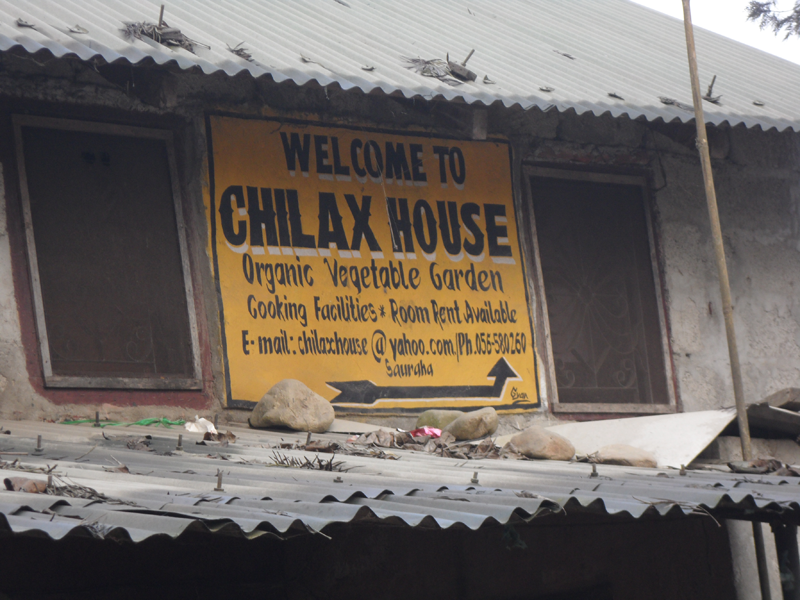 WELCOME TO
CHILAX HOUSE
Organic Vegetable Garden
Cooking Facilities * Room Rent Available
E-mail: chilaxhouse@yahoo.com/Ph.056-580260
Sauraha